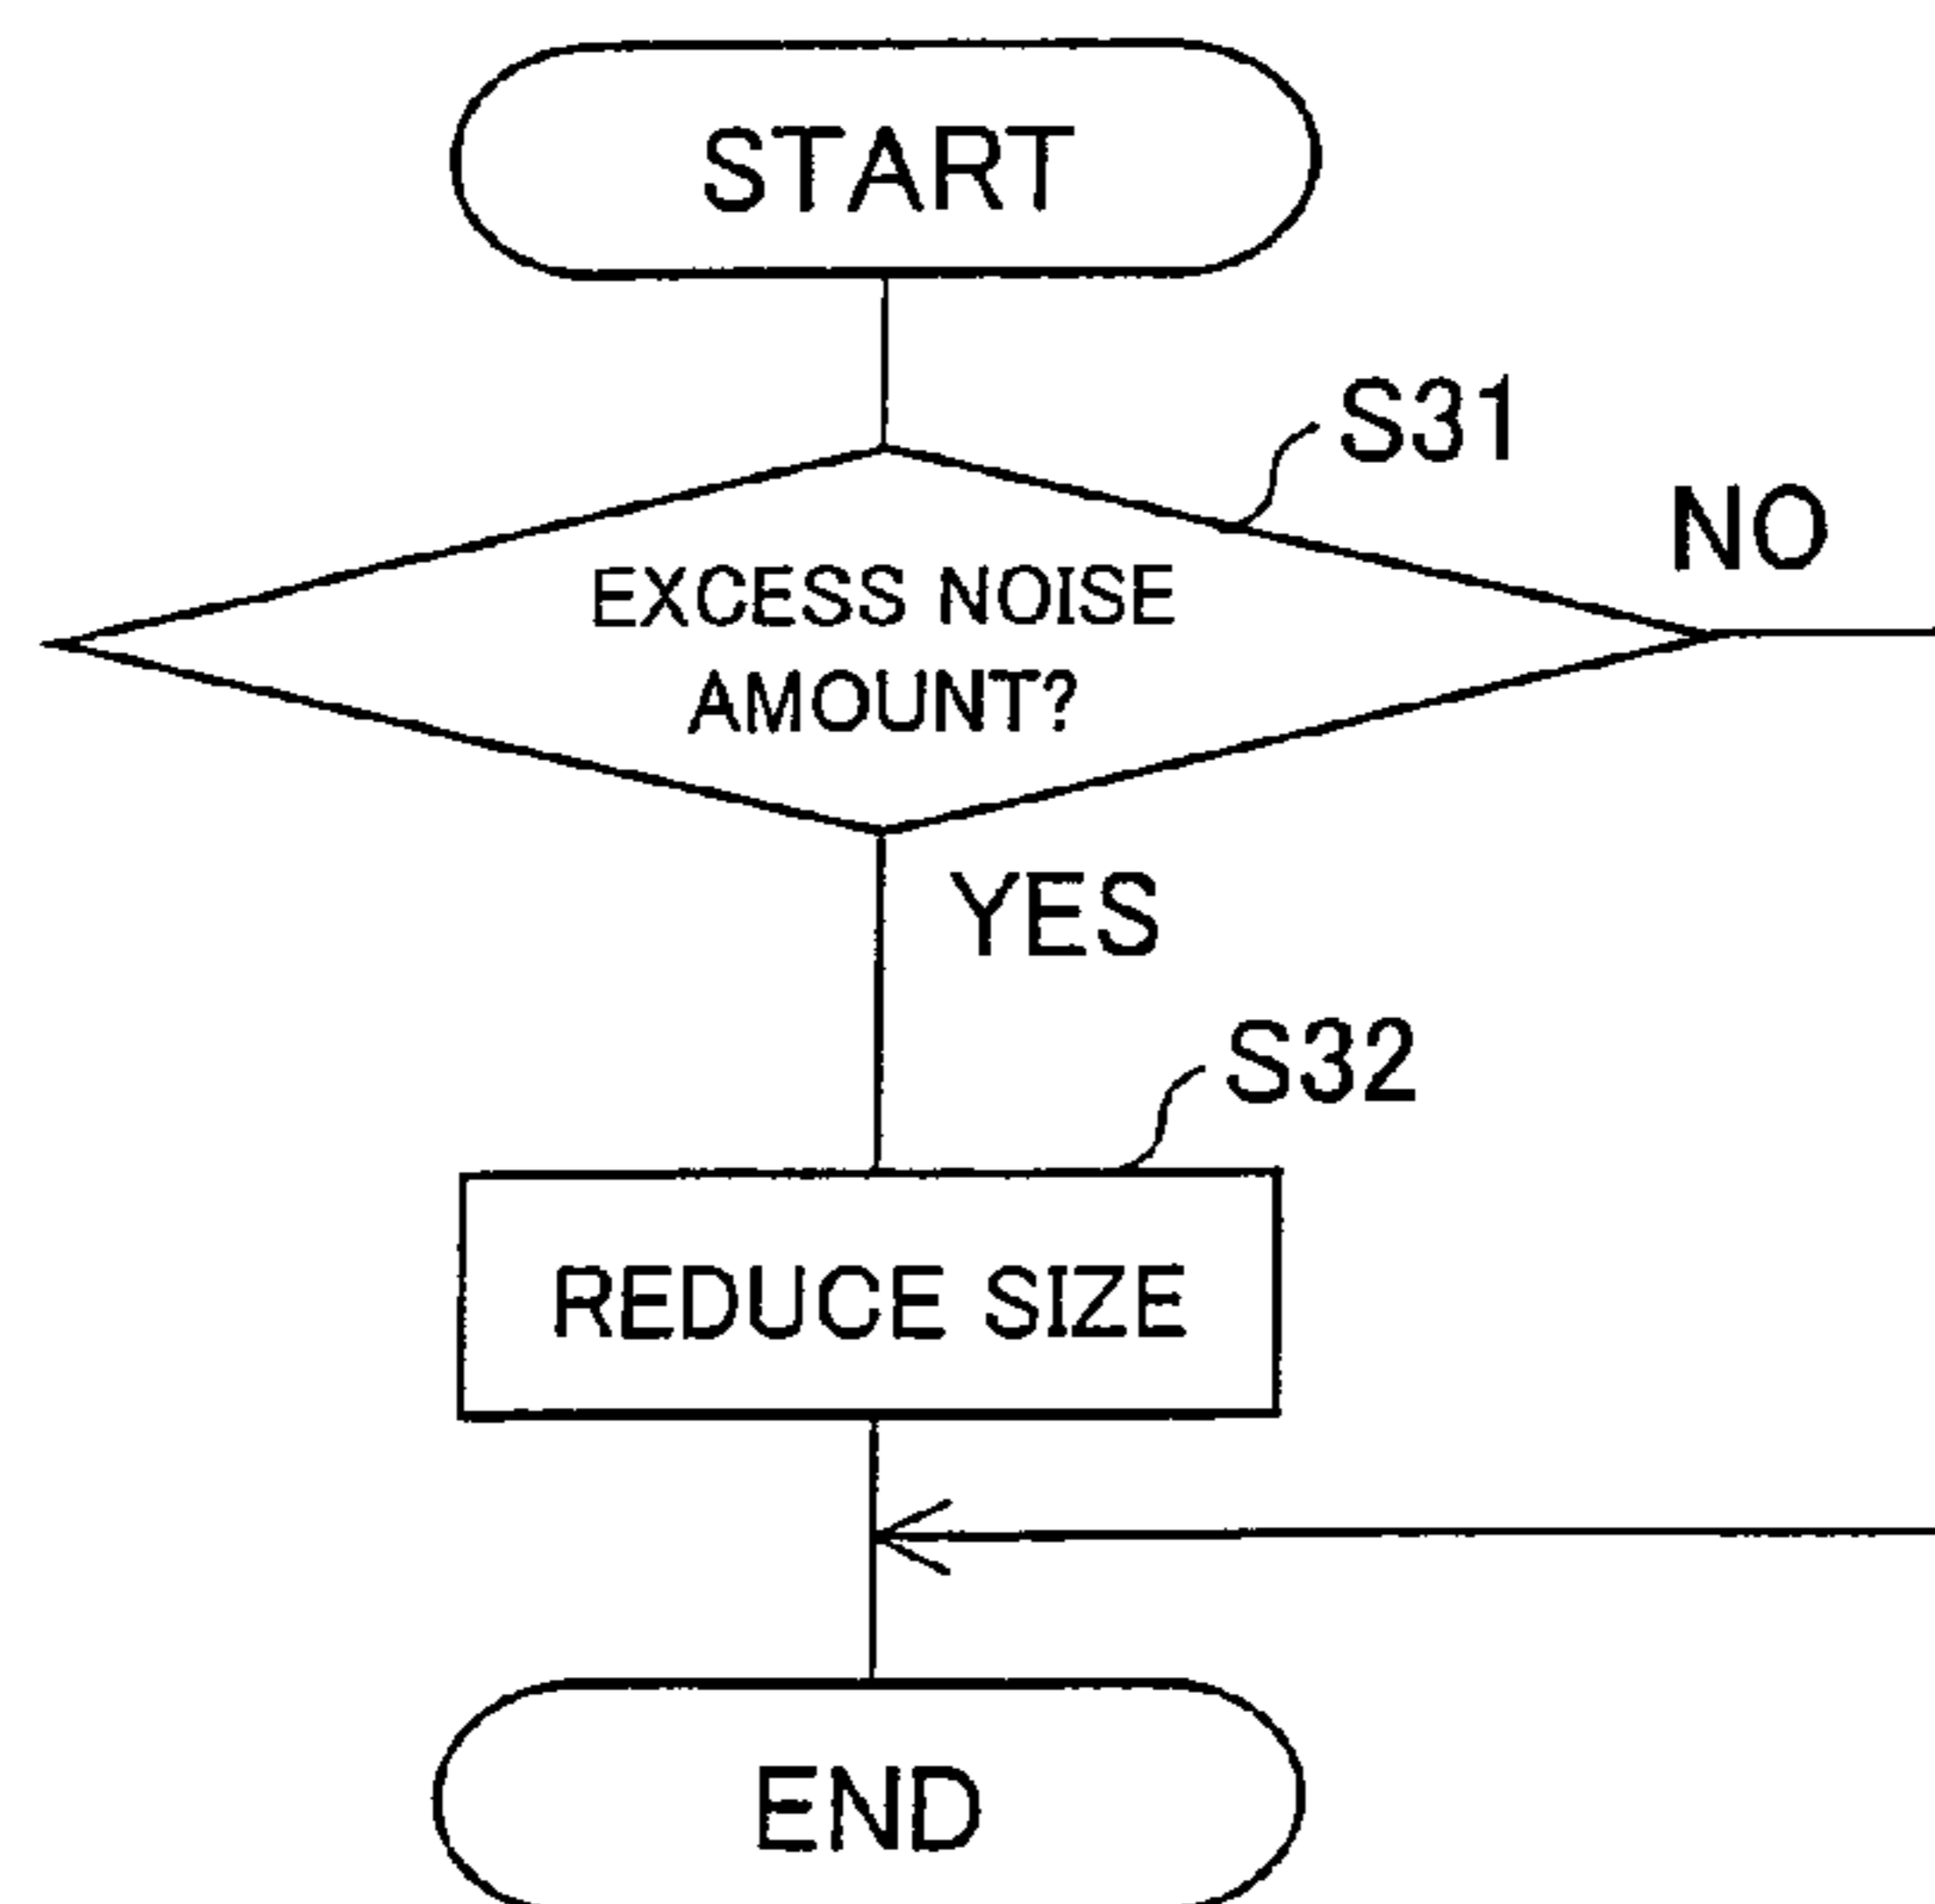 START
S31
NO
EXCESS NOISE
AMOUNT?
YES
S32
REDUCE SIZE
END